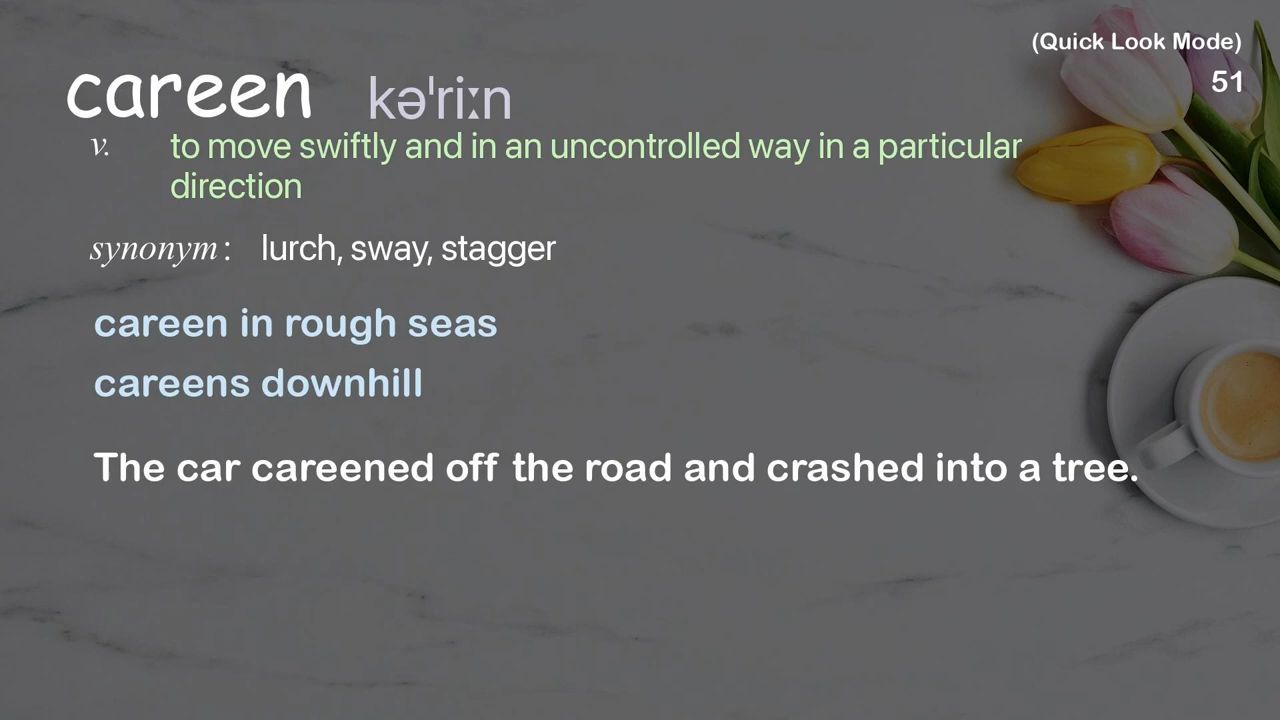 (Quick Look Mode)
51
careen kəˈriːn
v. to move swiftly and in an uncontrolled way in a particular
direction
synonym: lurch, sway, stagger
careen in rough seas
careens downhill
The car careened off the road and crashed into a tree.